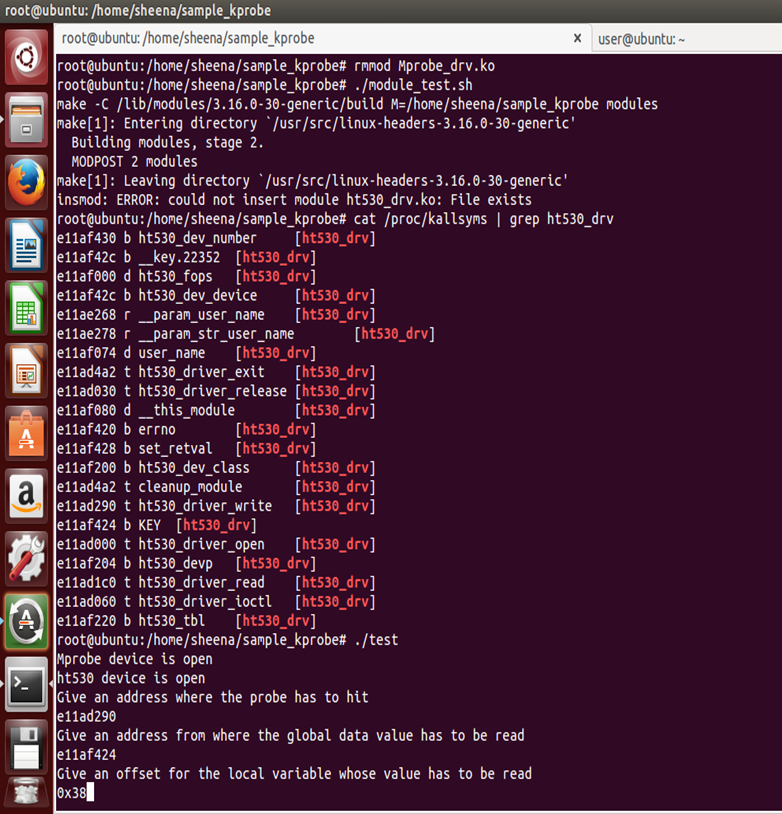 root@ubuntu: /home/sheena/sample_kprobe
root@ubuntu: /home/sheena/sample_kprobe x user@ubuntu: ~
root@ubuntu:/home/sheena/sample_kprobe# rmmod Mprobe_drv.ko
root@ubuntu:/home/sheena/sample_kprobe# ./module_test.sh
make -C /lib/modules/3.16.0-30-generic/build M=/home/sheena/sample_kprobe modules
make[1]: Entering directory `/usr/src/linux-headers-3.16.0-30-generic'
  Building modules, stage 2.
  MODPOST 2 modules
make[1]: Leaving directory `/usr/src/linux-headers-3.16.0-30-generic'
insmod: ERROR: could not insert module ht530_drv.ko: File exists
root@ubuntu:/home/sheena/sample_kprobe# cat /proc/kallsyms | grep ht530_drv
e11af430 b ht530_dev_number	[ht530_drv]
e11af42c b __key.22352	[ht530_drv]
e11af000 d ht530_fops	[ht530_drv]
e11af42c b ht530_dev_device	[ht530_drv]
e11ae268 r __param_user_name	[ht530_drv]
e11ae278 r __param_str_user_name	[ht530_drv]
e11af074 d user_name	[ht530_drv]
e11ad4a2 t ht530_driver_exit	[ht530_drv]
e11ad030 t ht530_driver_release	[ht530_drv]
e11af080 d __this_module	[ht530_drv]
e11af420 b errno	[ht530_drv]
e11af428 b set_retval	[ht530_drv]
e11af200 b ht530_dev_class	[ht530_drv]
e11ad4a2 t cleanup_module	[ht530_drv]
e11ad290 t ht530_driver_write	[ht530_drv]
e11af424 b KEY	[ht530_drv]
e11ad000 t ht530_driver_open	[ht530_drv]
e11af204 b ht530_devp	[ht530_drv]
e11ad1c0 t ht530_driver_read	[ht530_drv]
e11ad060 t ht530_driver_ioctl	[ht530_drv]
e11af220 b ht530_tbl	[ht530_drv]
root@ubuntu:/home/sheena/sample_kprobe# ./test
Mprobe device is open
ht530 device is open
Give an address where the probe has to hit
e11ad290
Give an address from where the global data value has to be read
e11af424
Give an offset for the local variable whose value has to be read
0x38